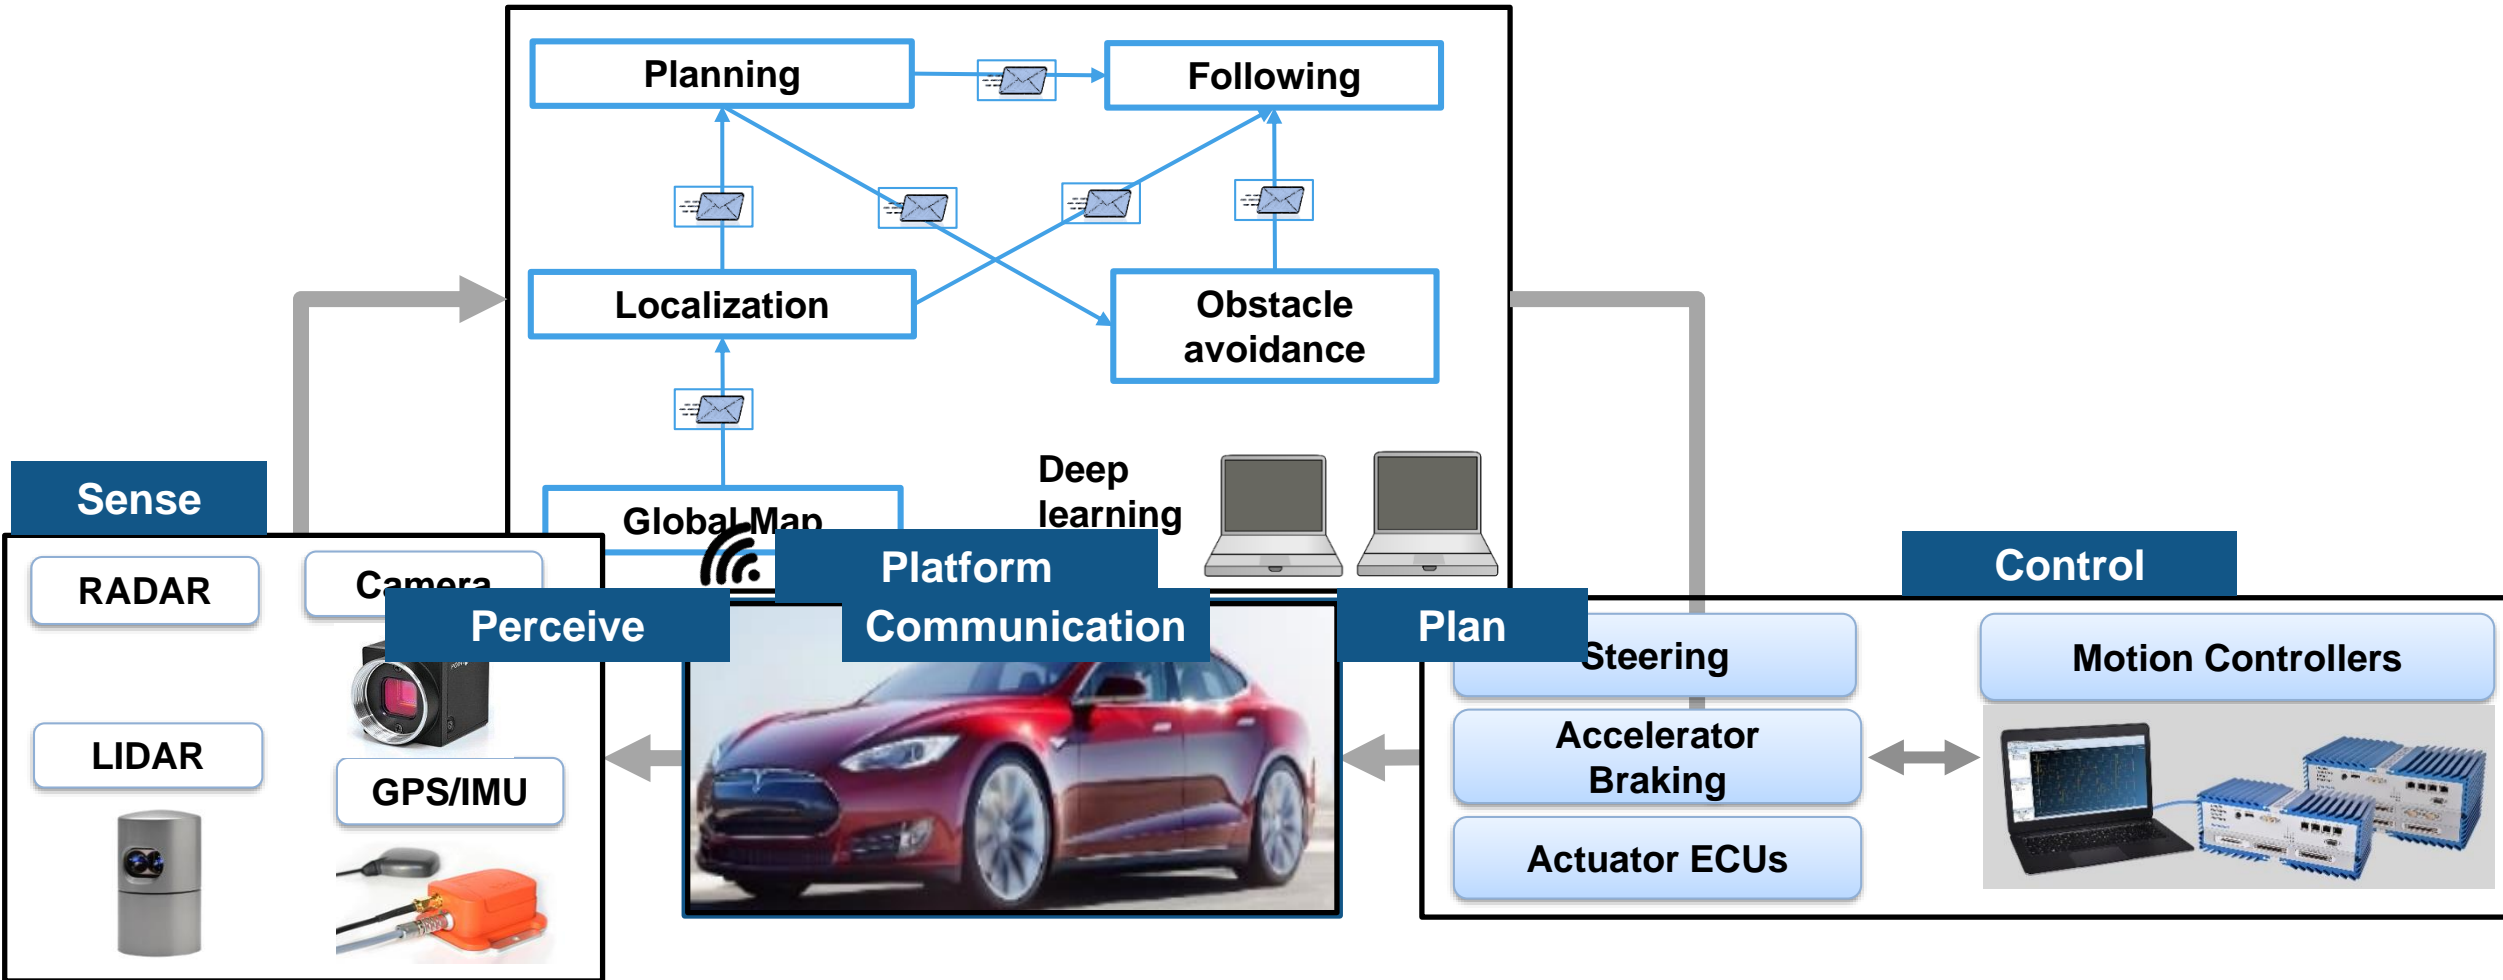 Planning
Following
Localization
Obstacle
avoidance
Deep
learning
Global Map
Sense
RADAR
Camera
LIDAR
GPS/IMU
Platform
Perceive
Communication
Plan
Control
Steering
Motion Controllers
Accelerator
Braking
Actuator ECUs